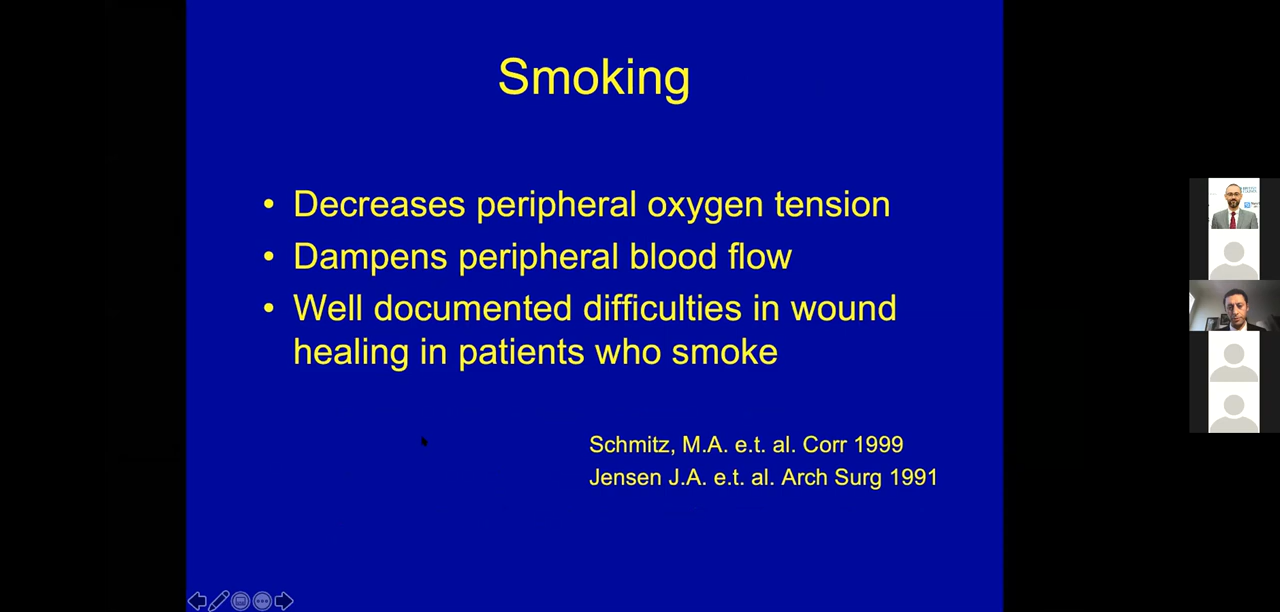 Smoking
• Decreases peripheral oxygen tension
• Dampens peripheral blood flow
• Well documented difficulties in wound
healing in patients who smoke
Schmitz, M.A. e.t. al. Corr 1999
Jensen J.A. e.t. al. Arch Surg 1991